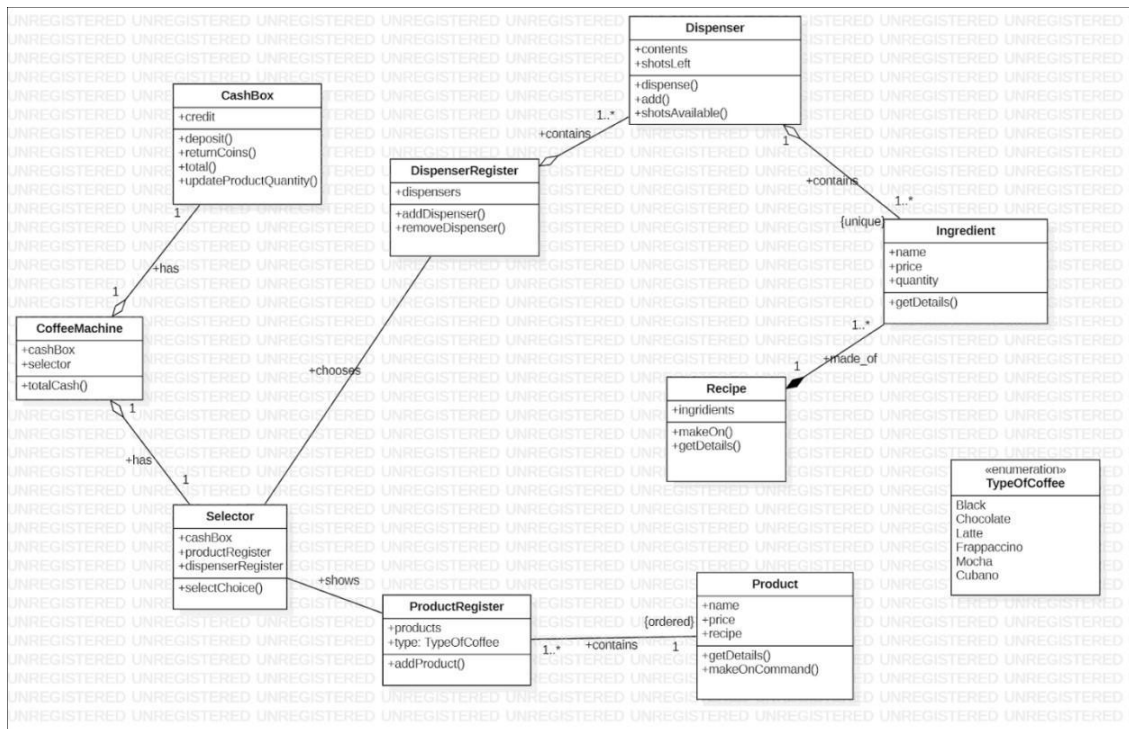 Dispenser
+contents
+shotsLeft
+dispense()
+add()
+shotsAvailable()
CashBox
+credit
+deposit()
+returnCoins()
+total()
+updateProductQuantity()
1
+has
1
1..*
+contains
DispenserRegister
+dispensers
+addDispenser()
+removeDispenser()
1
+contains
1..*
{unique}
Ingredient
+name
+price
+quantity
+getDetails()
1..*
+made_of
1
CoffeeMachine
+cashBox
+selector
+totalCash()
1
+has
1
+chooses
Recipe
+ingridients
+makeOn()
+getDetails()
«enumeration»
TypeOfCoffee
Black
Chocolate
Latte
Frappaccino
Mocha
Cubano
Selector
+cashBox
+productRegister
+dispenserRegister
+selectChoice()
+shows
ProductRegister
+products
+type: TypeOfCoffee
+addProduct()
{ordered}
1..*
+contains
1
Product
+name
+price
+recipe
+getDetails()
+makeOnCommand()
UNREGISTERED